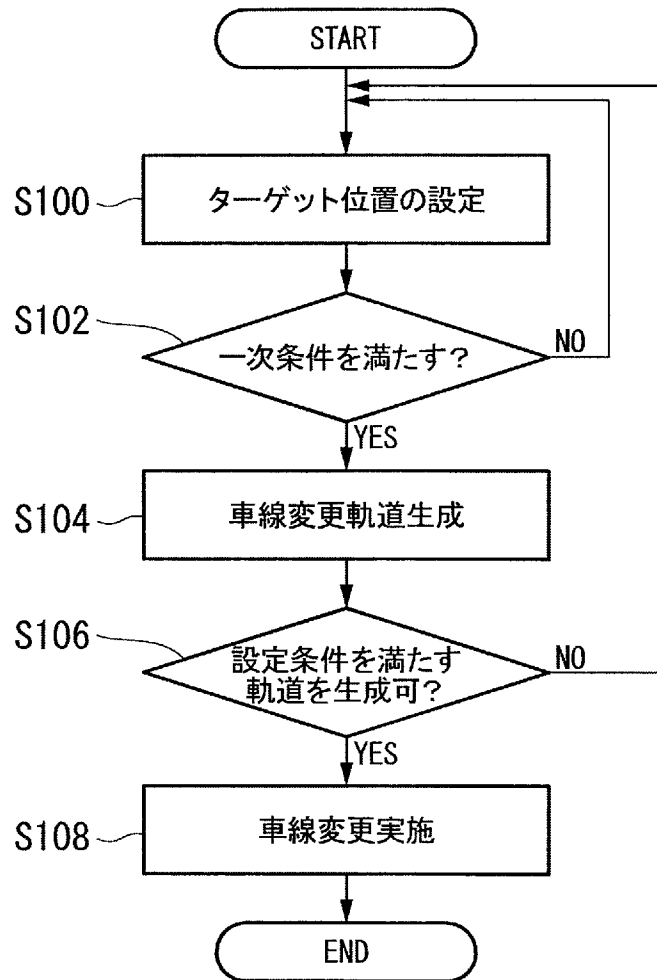 START
S100
ターゲット位置の設定
S102
一次条件を満たす?
NO
YES
S104
車線変更軌道生成
S106
設定条件を満たす
軌道を生成可?
NO
YES
S108
車線変更実施
END